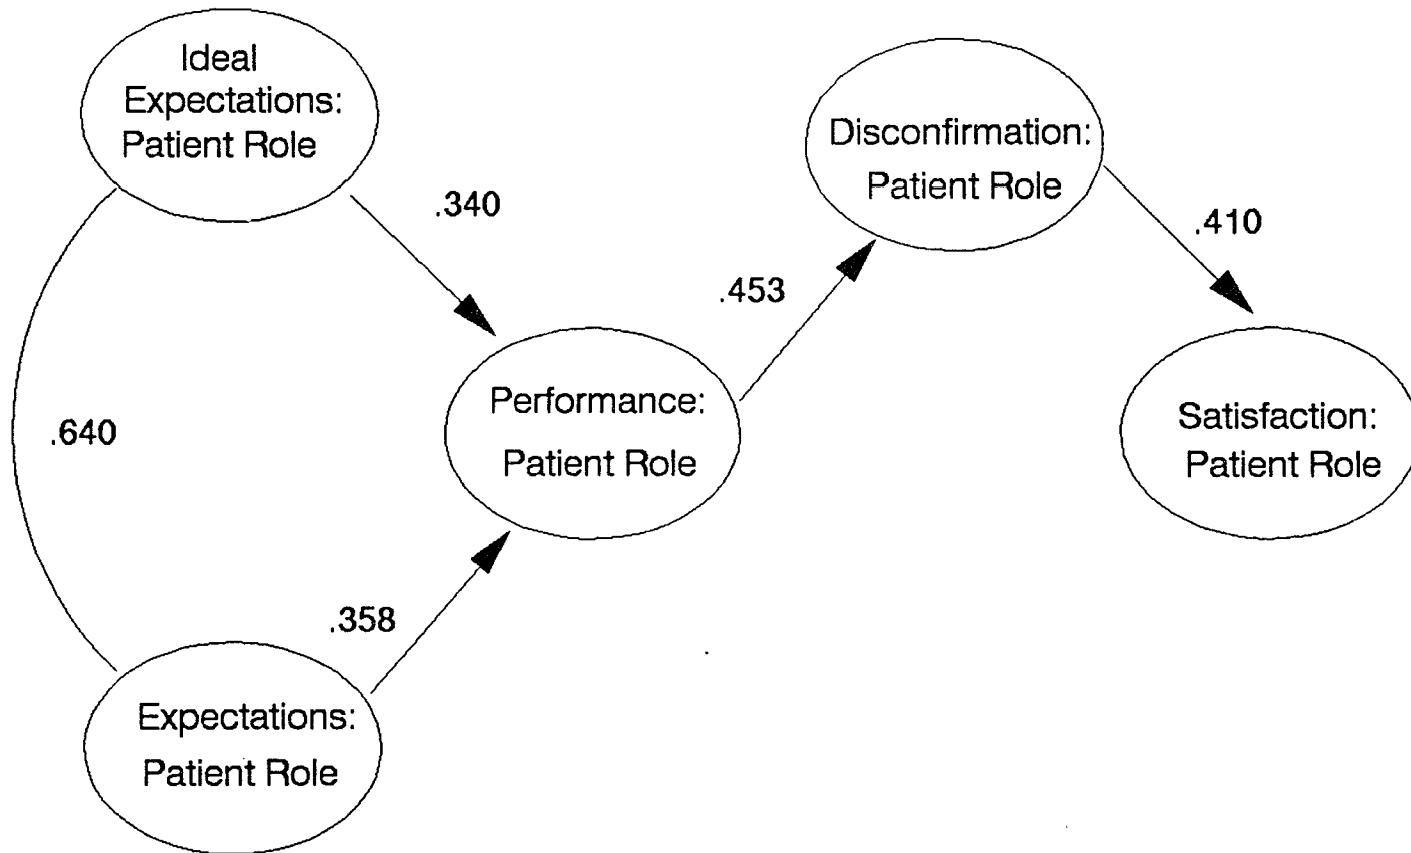 Ideal
Expectations:
Patient Role
.340
.640
Expectations:
Patient Role
.358
Performance:
Patient Role
.453
Disconfirmation:
Patient Role
.410
Satisfaction:
Patient Role